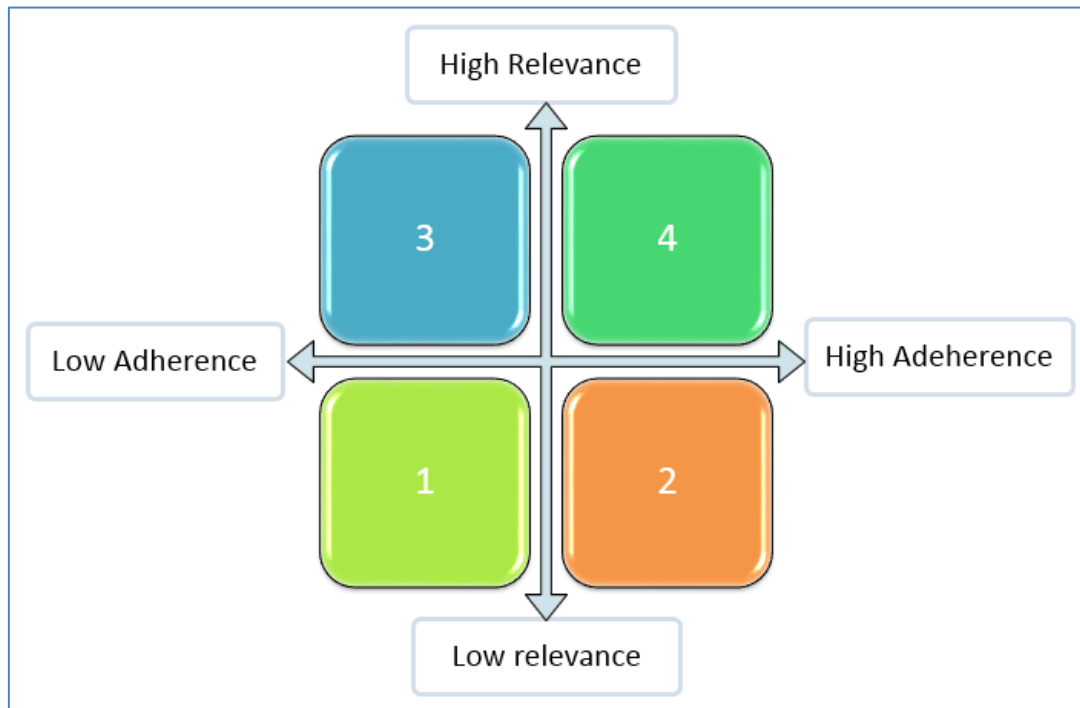 High Relevance
3
4
Low Adherence
High Adeherence
1
2
Low relevance